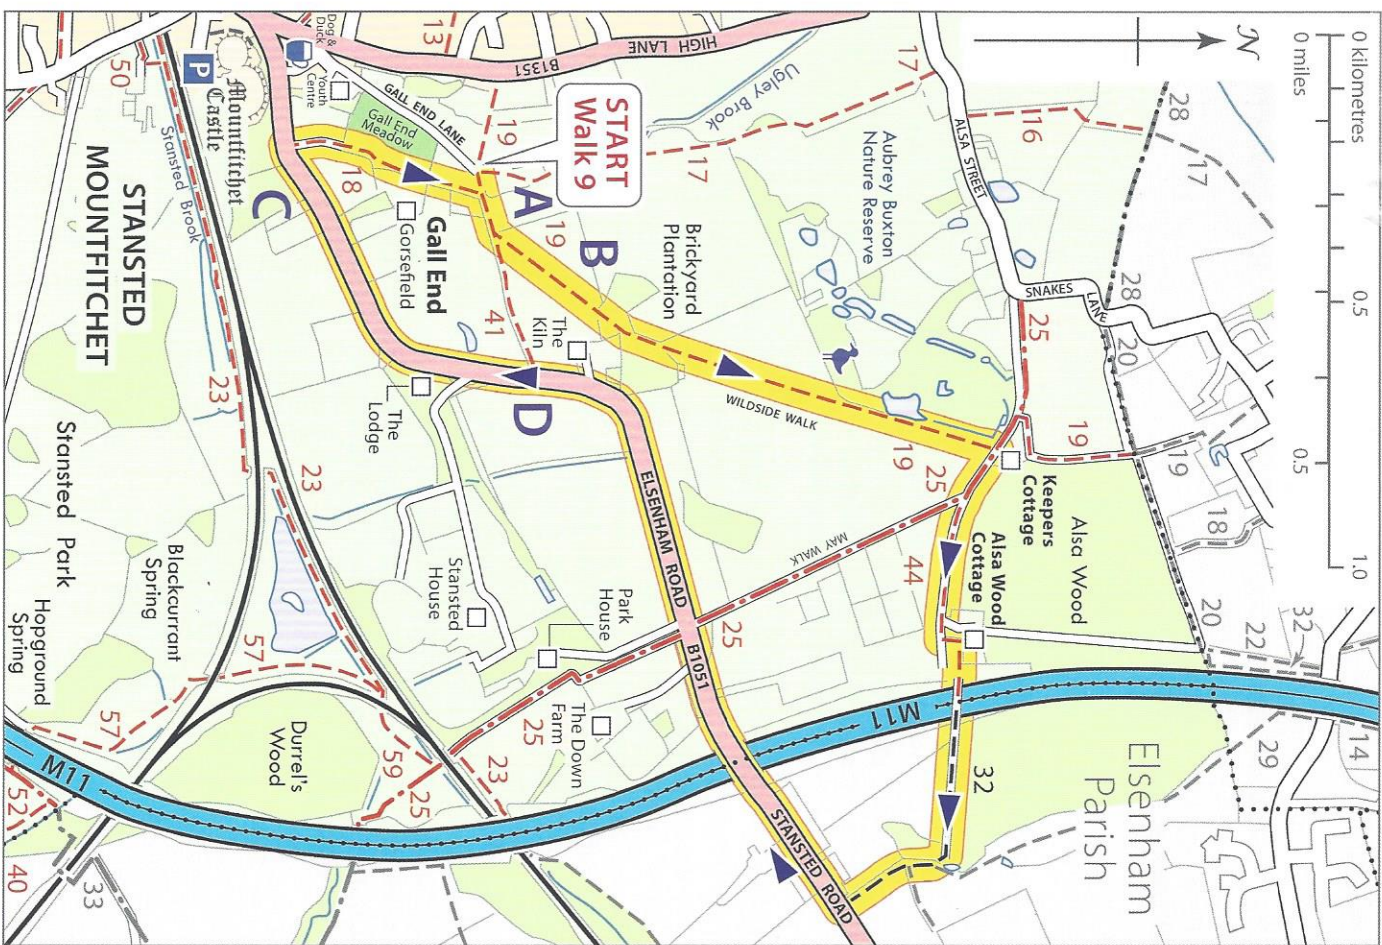 0 kilometres
0.5
1.0
0 miles
0.5
N
28
17
28
20
19
18
20
22
32
29
14
16
17
ALSA STREET
SNAKES
LANE
25
19
Aubrey Buxton
Nature Reserve
Ugley Brook
17
HIGH LANE
B1351
13
Dog &
Duck
Youth
Centre
GALL END LANE
Gall End
Meadow
START
Walk 9
19
A
19
B
Brickyard
Plantation
WILDSIDE WALK
19
25
Keepers
Cottage
Alsa Wood
Alsa Wood
Cottage
44
MAY WALK
M11
32
Elsenham
Parish
STANSTED ROAD
18
C
Gall End
Gorsefield
The
Kiln
41
D
The
Lodge
ELSENHAM ROAD
B1051
25
Park
House
Stansted
House
The Down
Farm
25
23
59
25
Durrel's
Wood
P
Mountfitchet
Castle
50
Stansted Brook
STANSTED
MOUNTFITCHET
23
23
Stansted Park
Blackcurrant
Spring
Hopground
Spring
57
57
M11
52
33
40